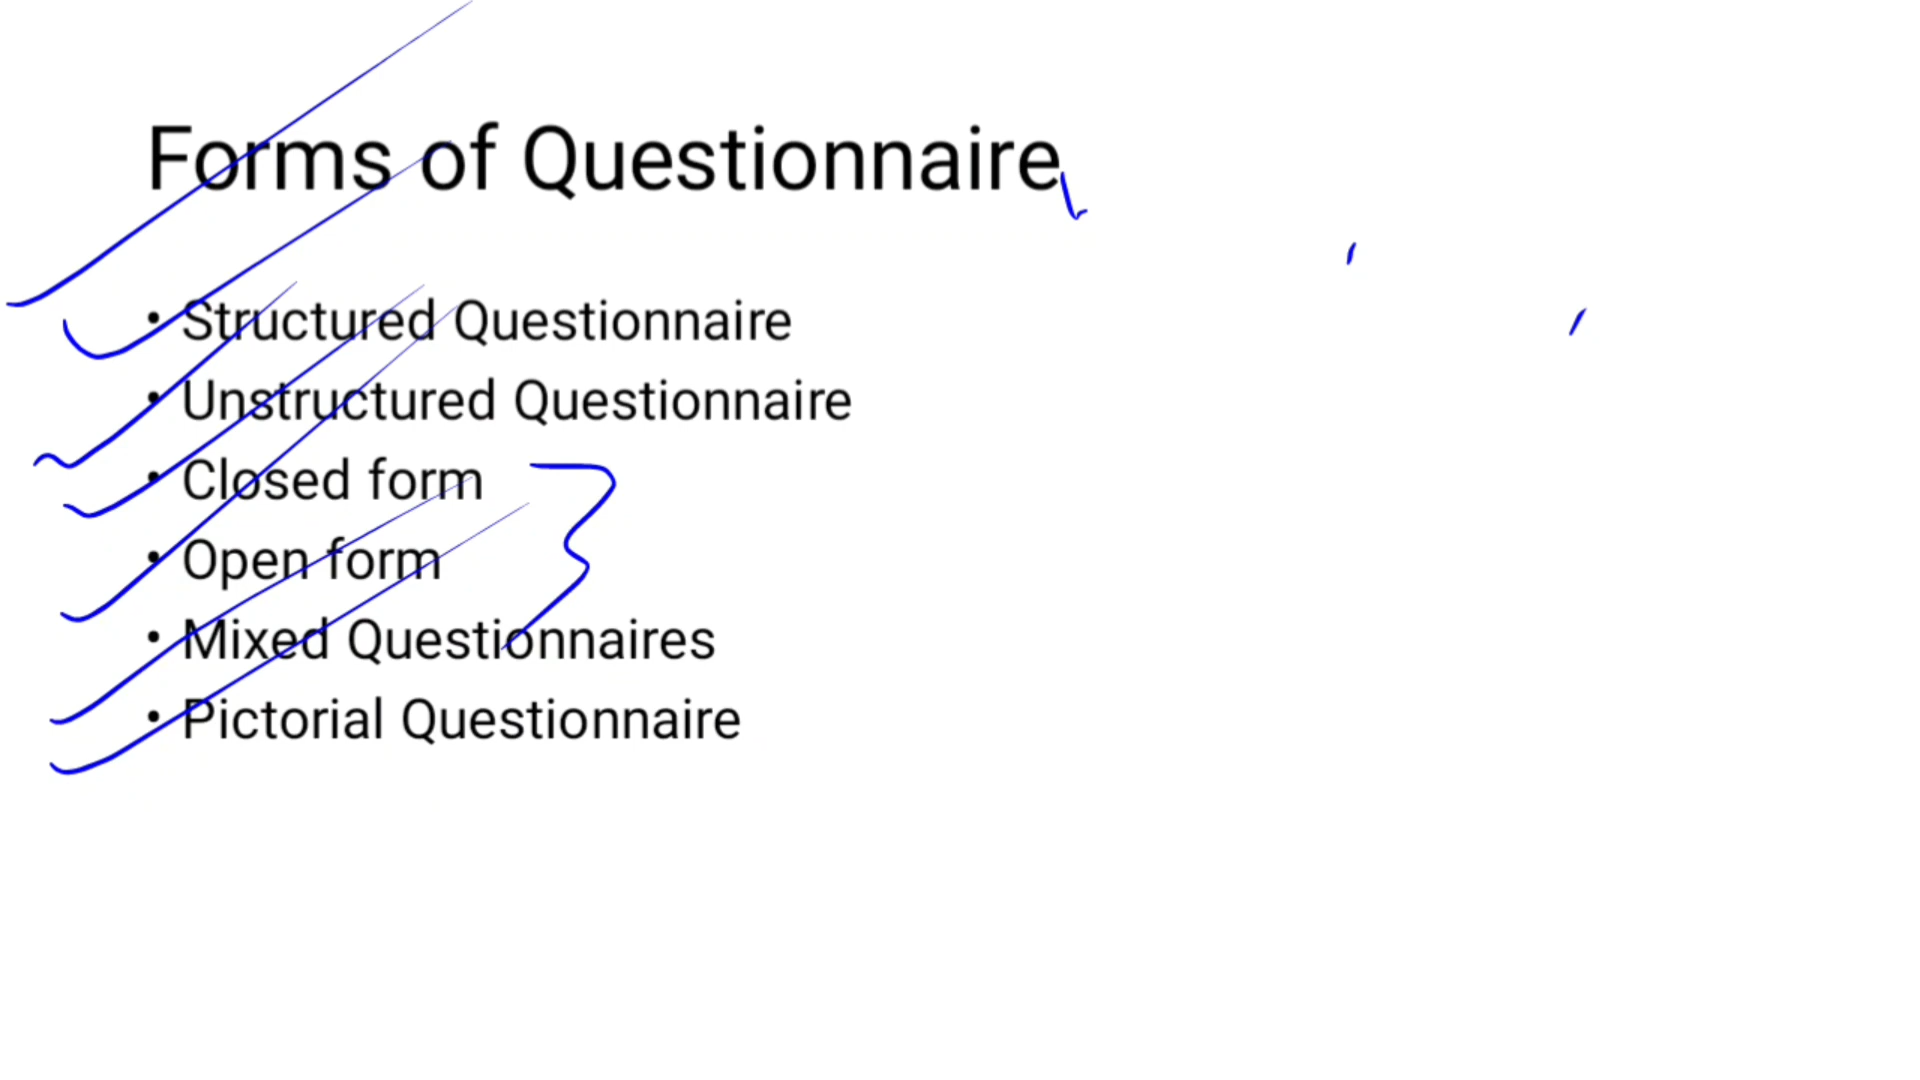 Forms of Questionnaire
• Structured Questionnaire
• Unstructured Questionnaire
• Closed form
• Open form
• Mixed Questionnaires
• Pictorial Questionnaire